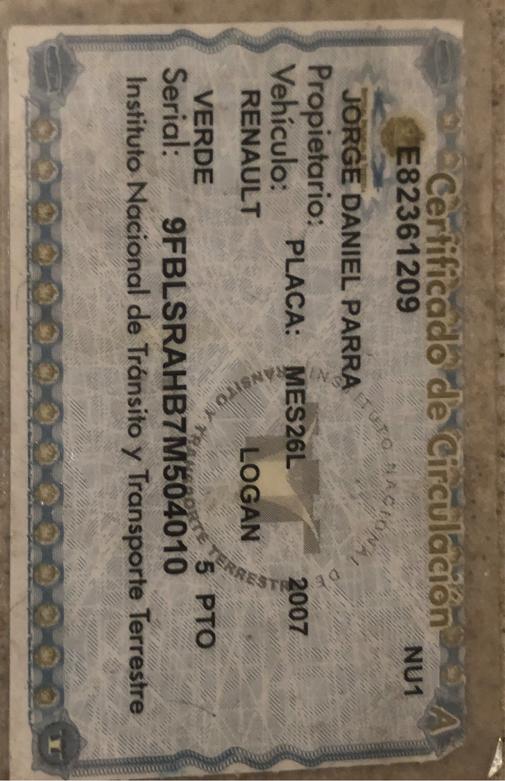 Certificado de Circulación A
E82361209 NU1
JORGE DANIEL PARRA
Propietario:
Vehículo: PLACA: MES26L 2007
RENAULT LOGAN
VERDE 5 PTO
Serial: 9FBLSRAHB7M504010
Instituto Nacional de Tránsito y Transporte Terrestre
INSTITUTO NACIONAL DE TRANSITO Y TRANSPORTE TERRESTRE